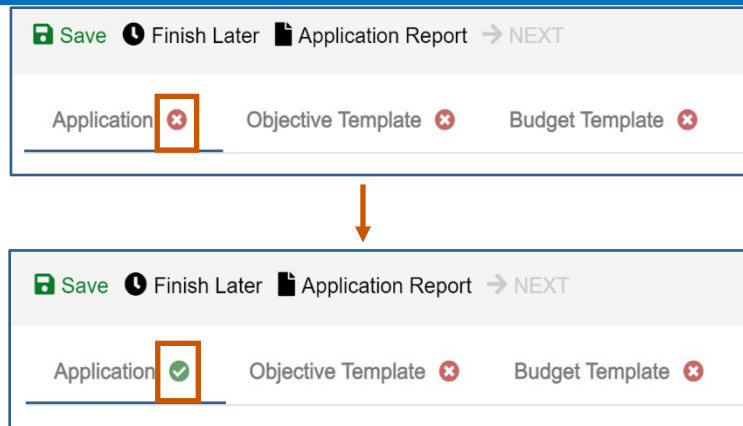 Save Finish Later Application Report NEXT
Application Objective Template Budget Template
Save Finish Later Application Report NEXT
Application Objective Template Budget Template